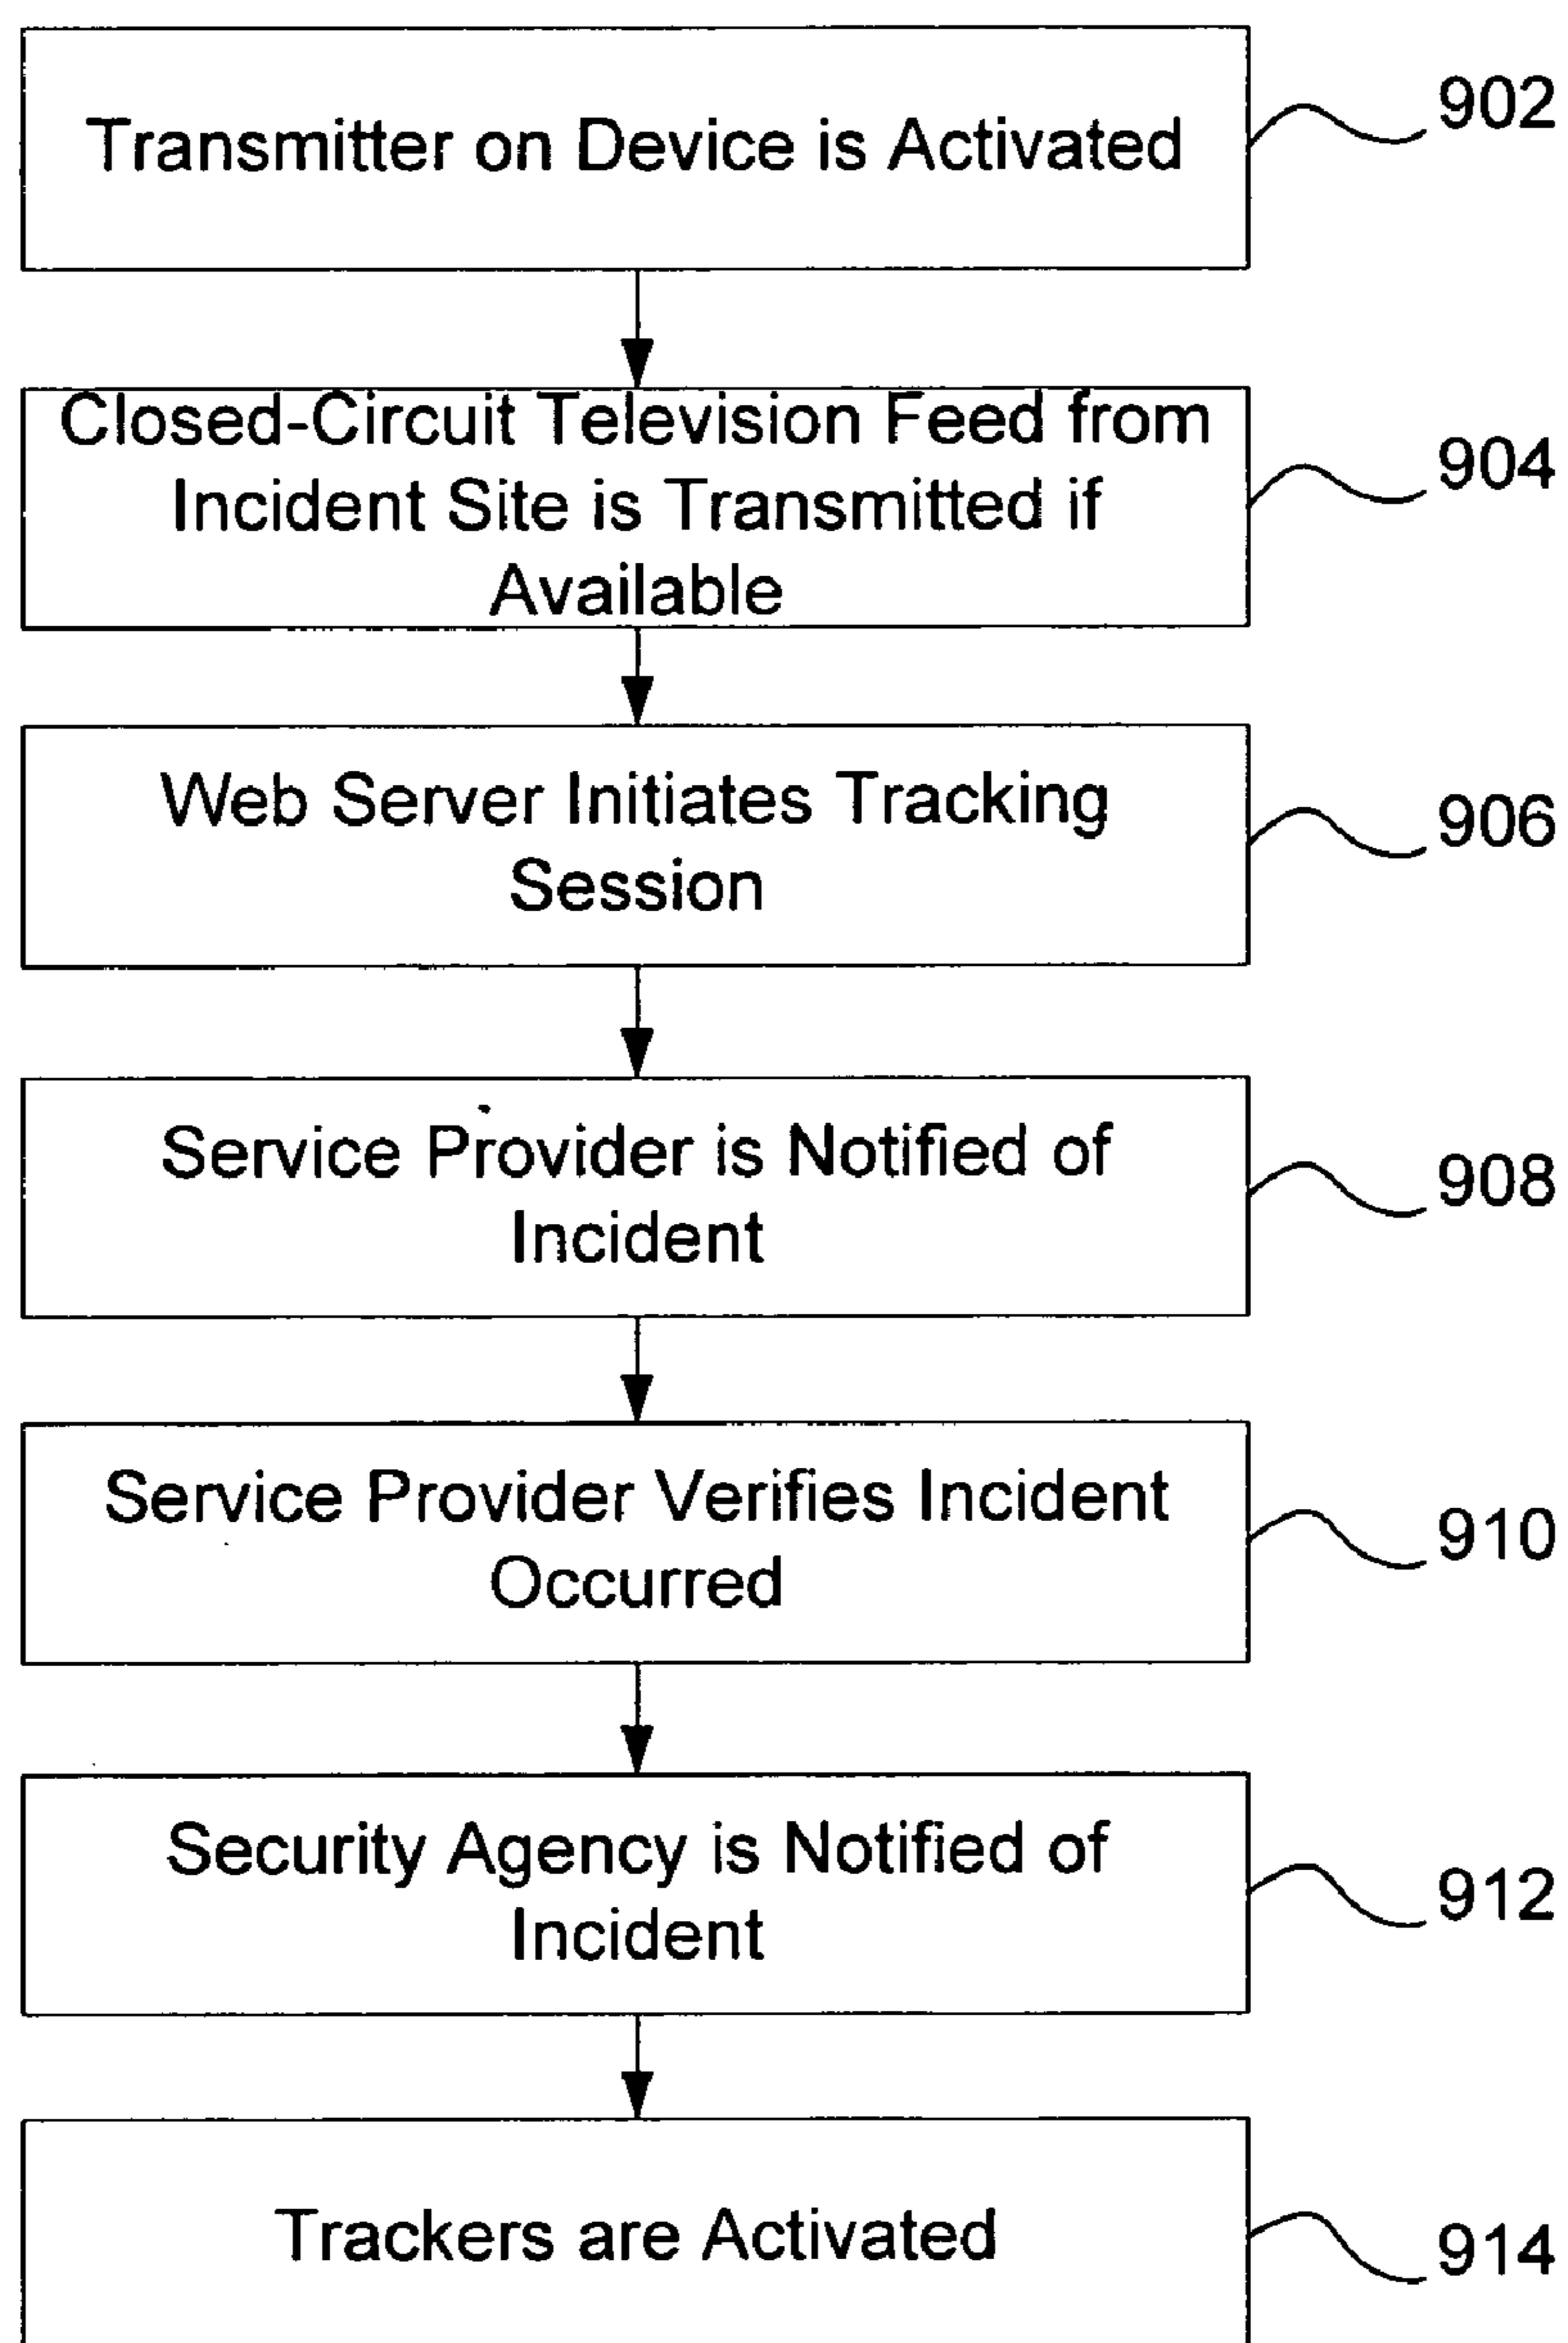 Transmitter on Device is Activated
902
Closed-Circuit Television Feed from
Incident Site is Transmitted if
Available
904
Web Server Initiates Tracking
Session
906
Service Provider is Notified of
Incident
908
Service Provider Verifies Incident
Occurred
910
Security Agency is Notified of
Incident
912
Trackers are Activated
914